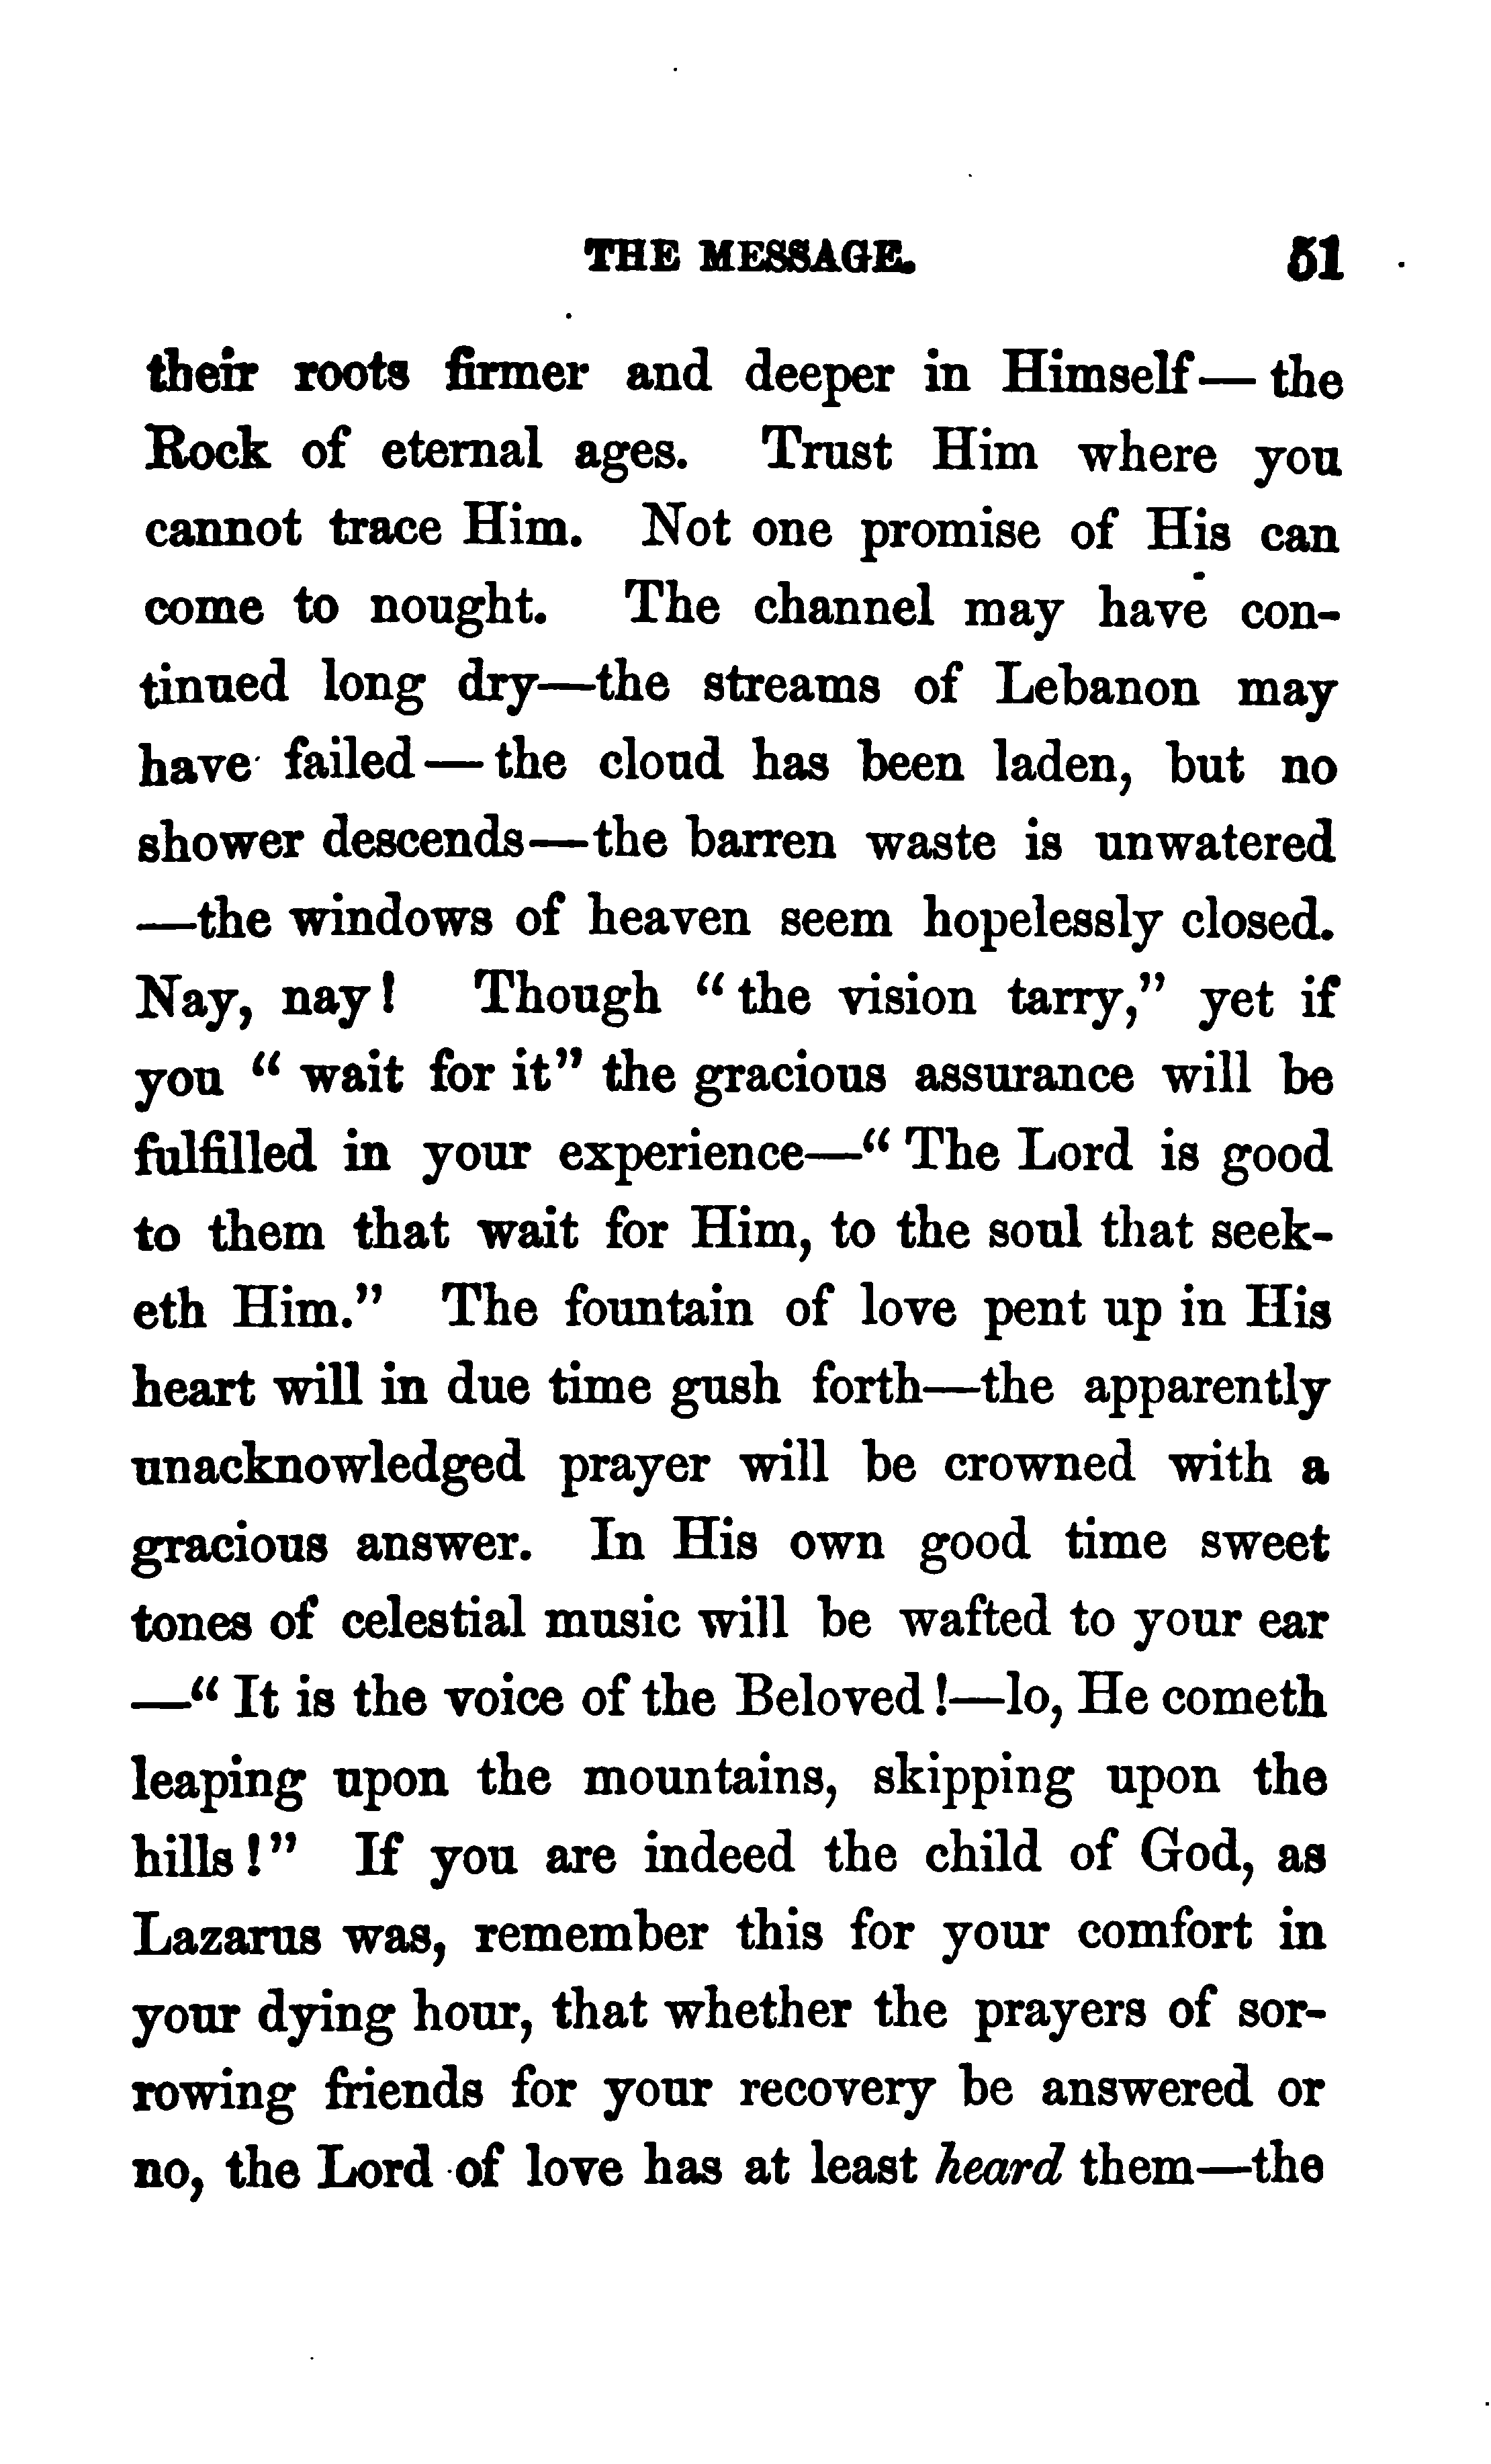 THE MESSAGE. 51
their roots firmer and deeper in Himself—the
Rock of eternal ages. Trust Him where you
cannot trace Him. Not one promise of His can
come to nought. The channel may have con-
tinued long dry—the streams of Lebanon may
have failed—the cloud has been laden, but no
shower descends—the barren waste is unwatered
—the windows of heaven seem hopelessly closed.
Nay, nay! Though "the vision tarry," yet if
you "wait for it" the gracious assurance will be
fulfilled in your experience—"The Lord is good
to them that wait for Him, to the soul that seek-
eth Him." The fountain of love pent up in His
heart will in due time gush forth—the apparently
unacknowledged prayer will be crowned with a
gracious answer. In His own good time sweet
tones of celestial music will be wafted to your ear
—"It is the voice of the Beloved!—lo, He cometh
leaping upon the mountains, skipping upon the
hills!" If you are indeed the child of God, as
Lazarus was, remember this for your comfort in
your dying hour, that whether the prayers of sor-
rowing friends for your recovery be answered or
no, the Lord of love has at least heard them—the